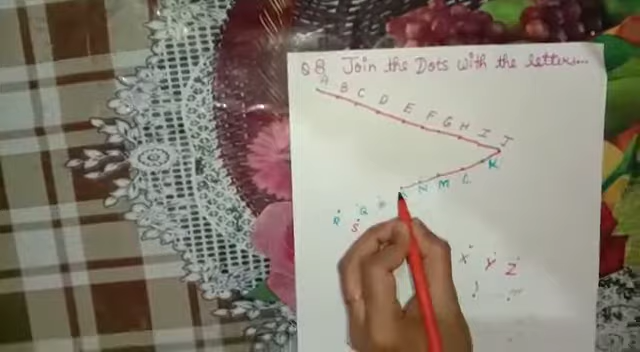 Q8 Join the Dots with the letters...
A B C D E F G H I J
K
N M L
R S Q P
X Y Z